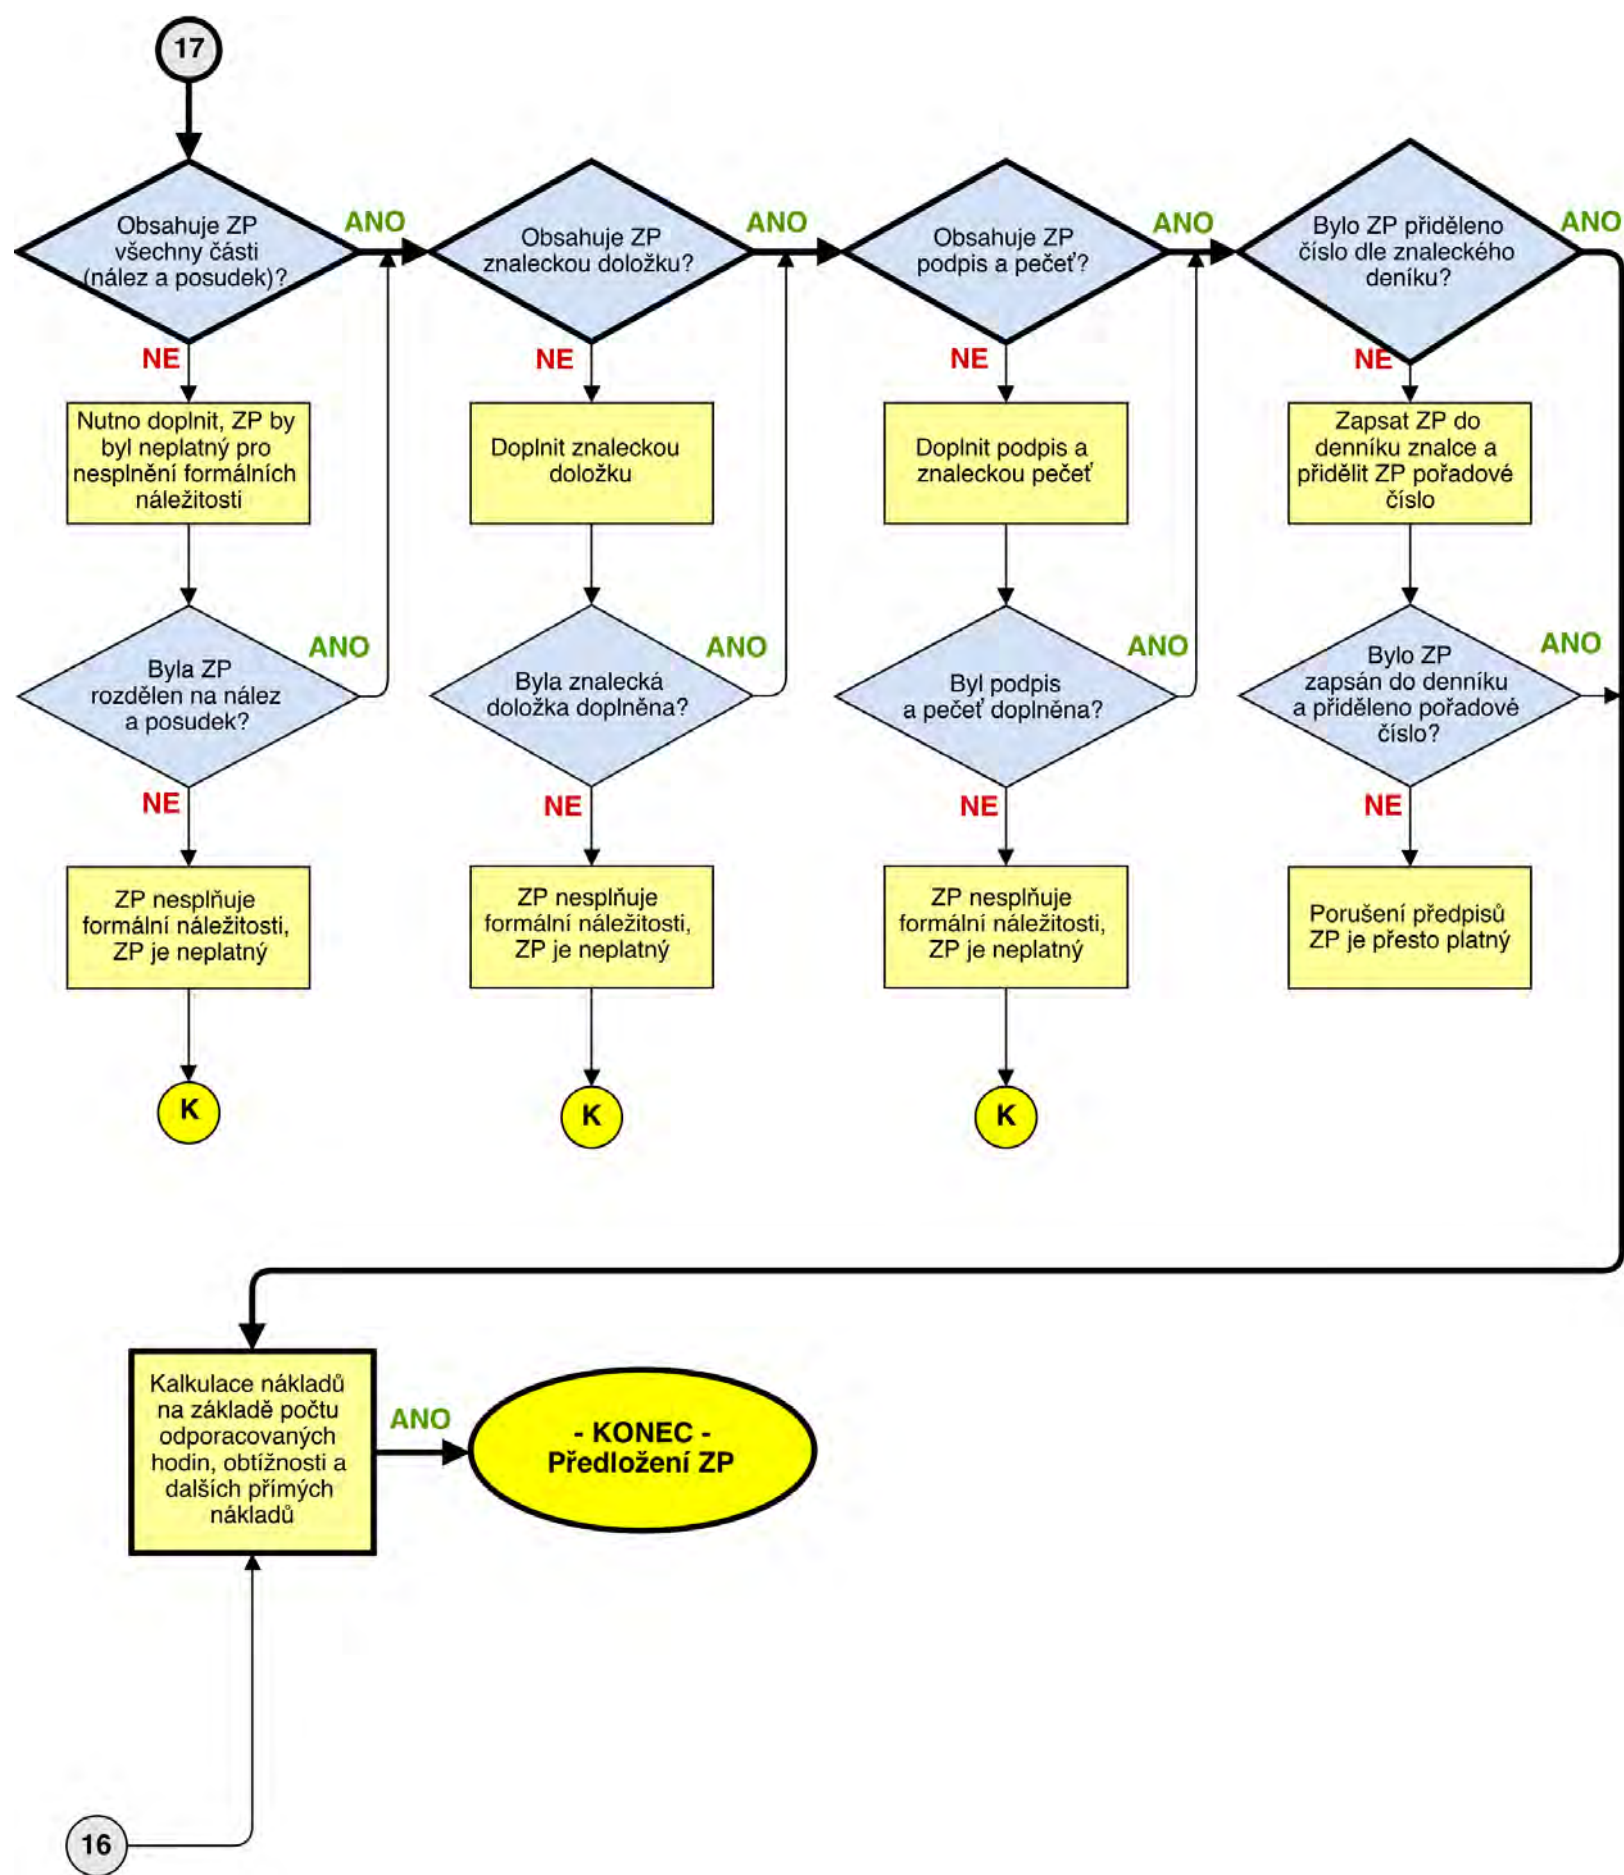 17
Obsahuje ZP
všechny části
(nález a posudek)?
ANO
Obsahuje ZP
znaleckou doložku?
ANO
Obsahuje ZP
podpis a pečeť?
ANO
Bylo ZP přiděleno
číslo dle znaleckého
deníku?
ANO
NE
NE
NE
NE
Nutno doplnit, ZP by
byl neplatný pro
nesplnění formálních
náležitosti
Doplnit znaleckou
doložku
Doplnit podpis a
znaleckou pečeť
Zapsat ZP do
denníku znalce a
přidělit ZP pořadové
číslo
Byla ZP
rozdělen na nález
a posudek?
ANO
Byla znalecká
doložka doplněna?
ANO
Byl podpis
a pečeť doplněna?
ANO
Bylo ZP
zapsán do denníku
a přiděleno pořadové
číslo?
ANO
NE
NE
NE
NE
ZP nesplňuje
formální náležitosti,
ZP je neplatný
ZP nesplňuje
formální náležitosti,
ZP je neplatný
ZP nesplňuje
formální náležitosti,
ZP je neplatný
Porušení předpisů
ZP je přesto platný
K
K
K
Kalkulace nákladů
na základě počtu
odporacovaných
hodin, obtížnosti a
dalších přímých
nákladů
ANO
- KONEC -
Předložení ZP
16